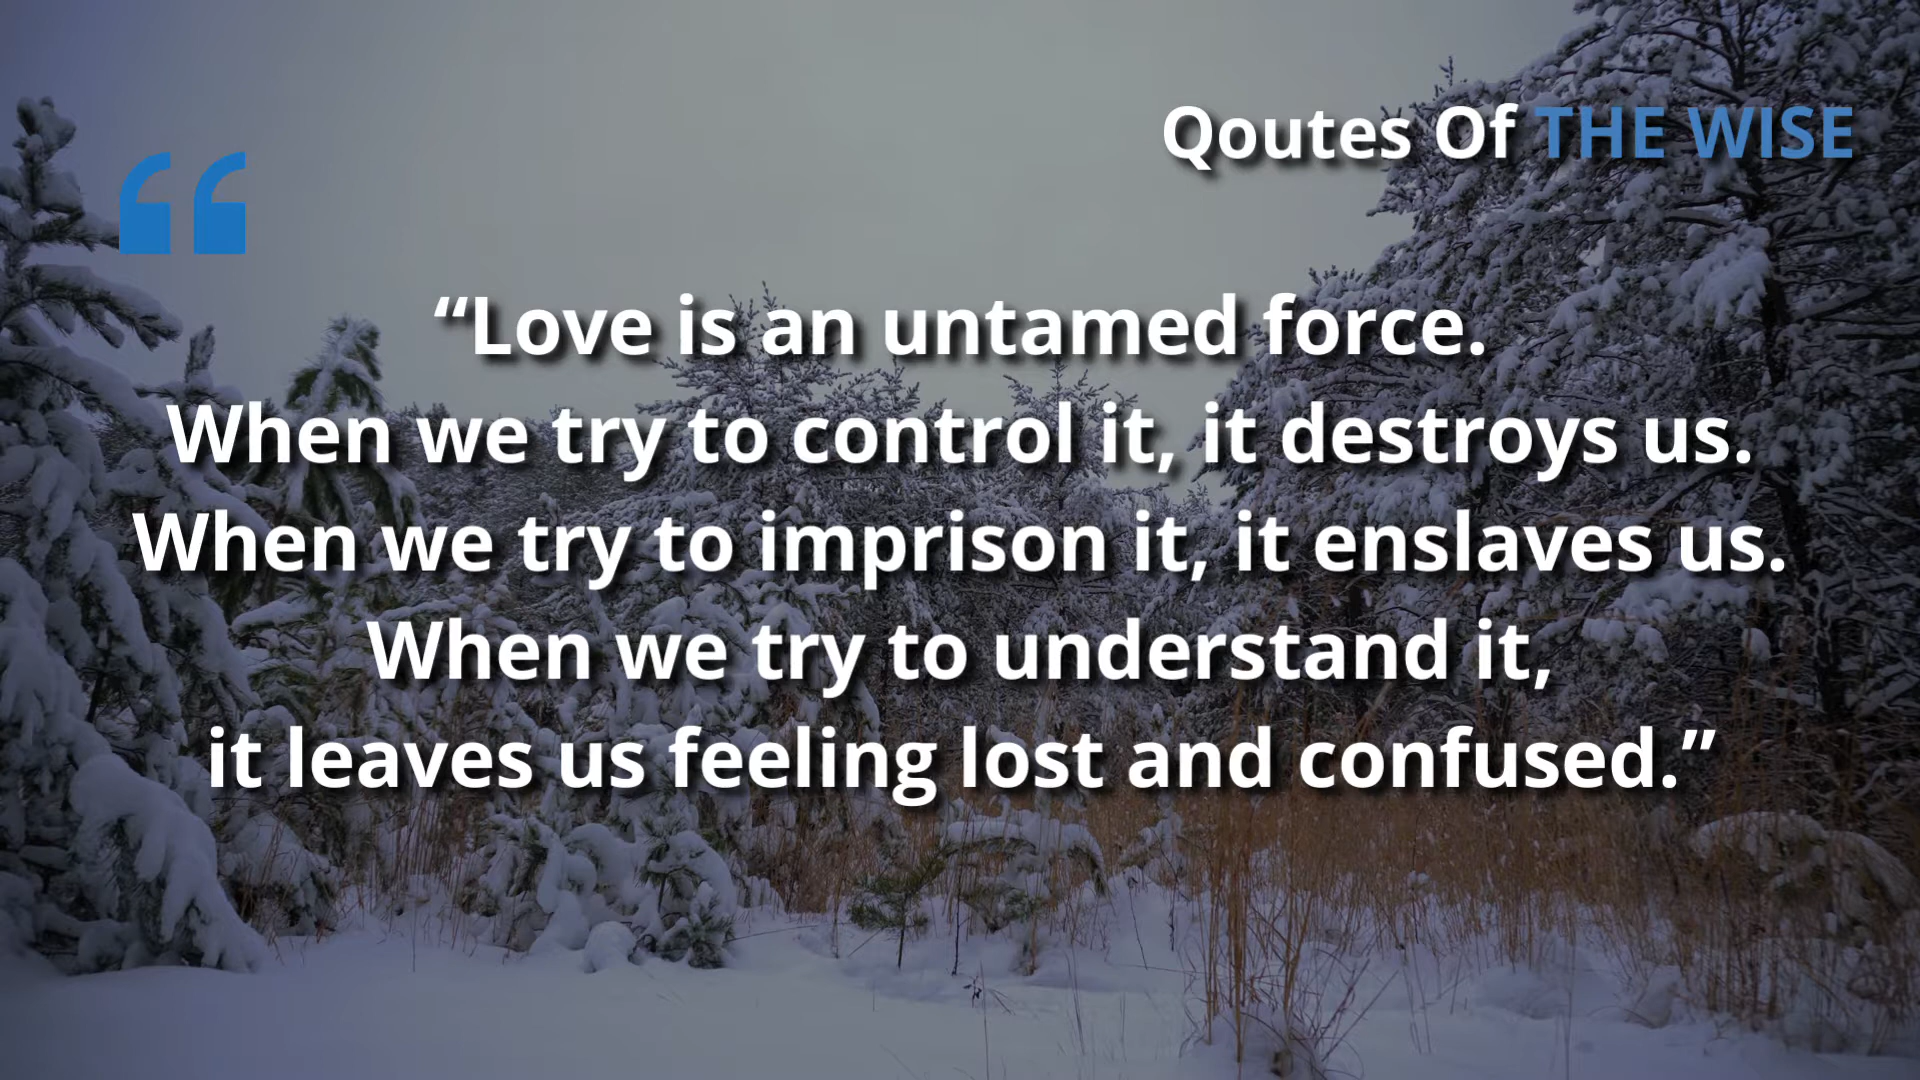 Qoutes Of THE WISE
“Love is an untamed force.
When we try to control it, it destroys us.
When we try to imprison it, it enslaves us.
When we try to understand it,
it leaves us feeling lost and confused.”